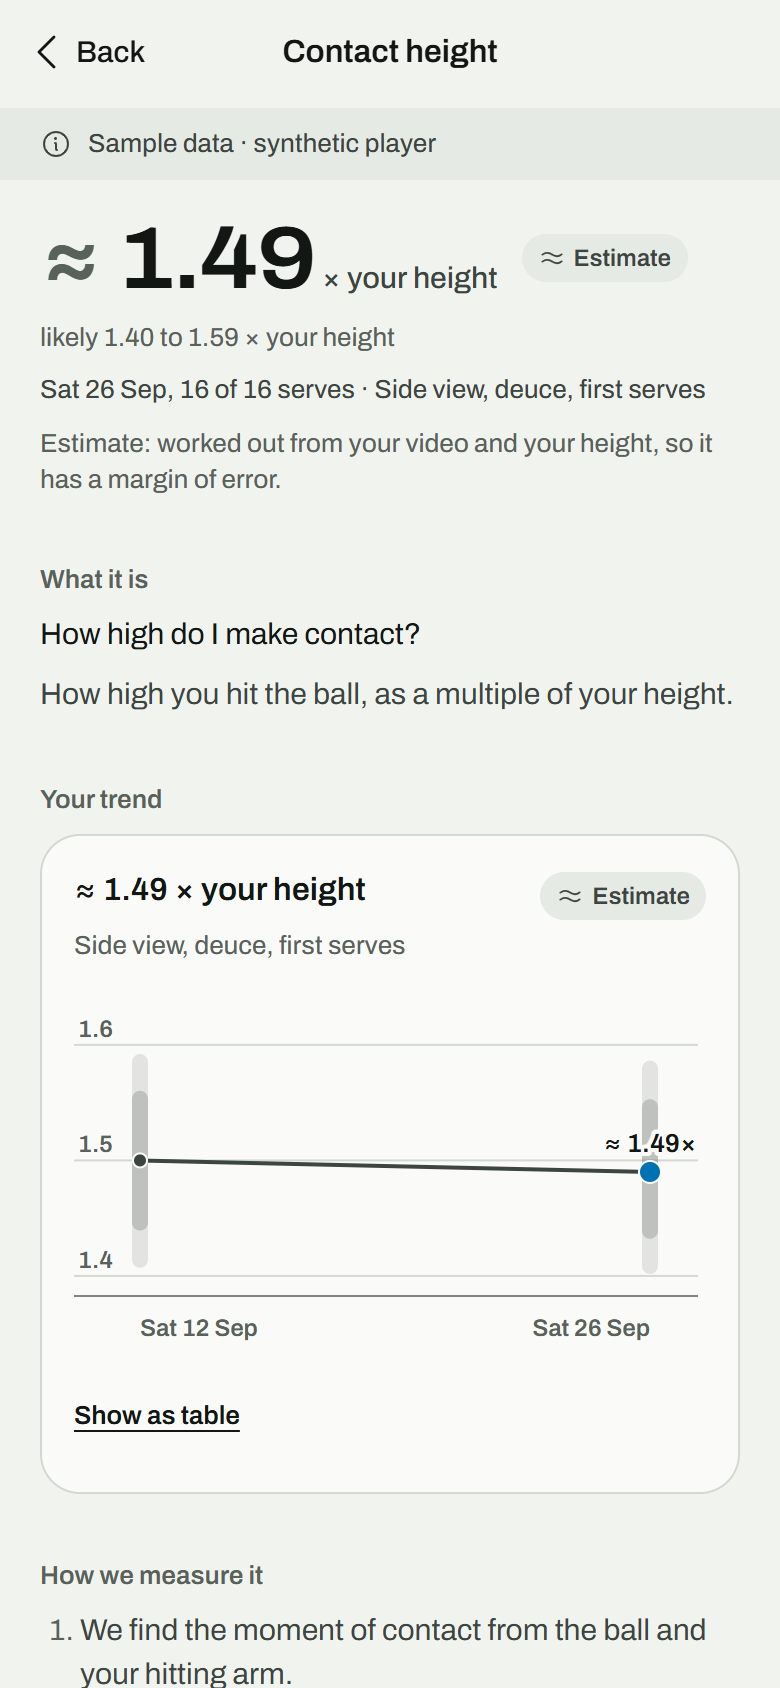 Back
Contact height
Sample data · synthetic player
≈ 1.49 × your height
≈ Estimate
likely 1.40 to 1.59 × your height
Sat 26 Sep, 16 of 16 serves · Side view, deuce, first serves
Estimate: worked out from your video and your height, so it
has a margin of error.
What it is
How high do I make contact?
How high you hit the ball, as a multiple of your height.
Your trend
≈ 1.49 × your height
≈ Estimate
Side view, deuce, first serves
1.6
1.5
≈ 1.49×
1.4
Sat 12 Sep
Sat 26 Sep
Show as table
How we measure it
1. We find the moment of contact from the ball and
your hitting arm.